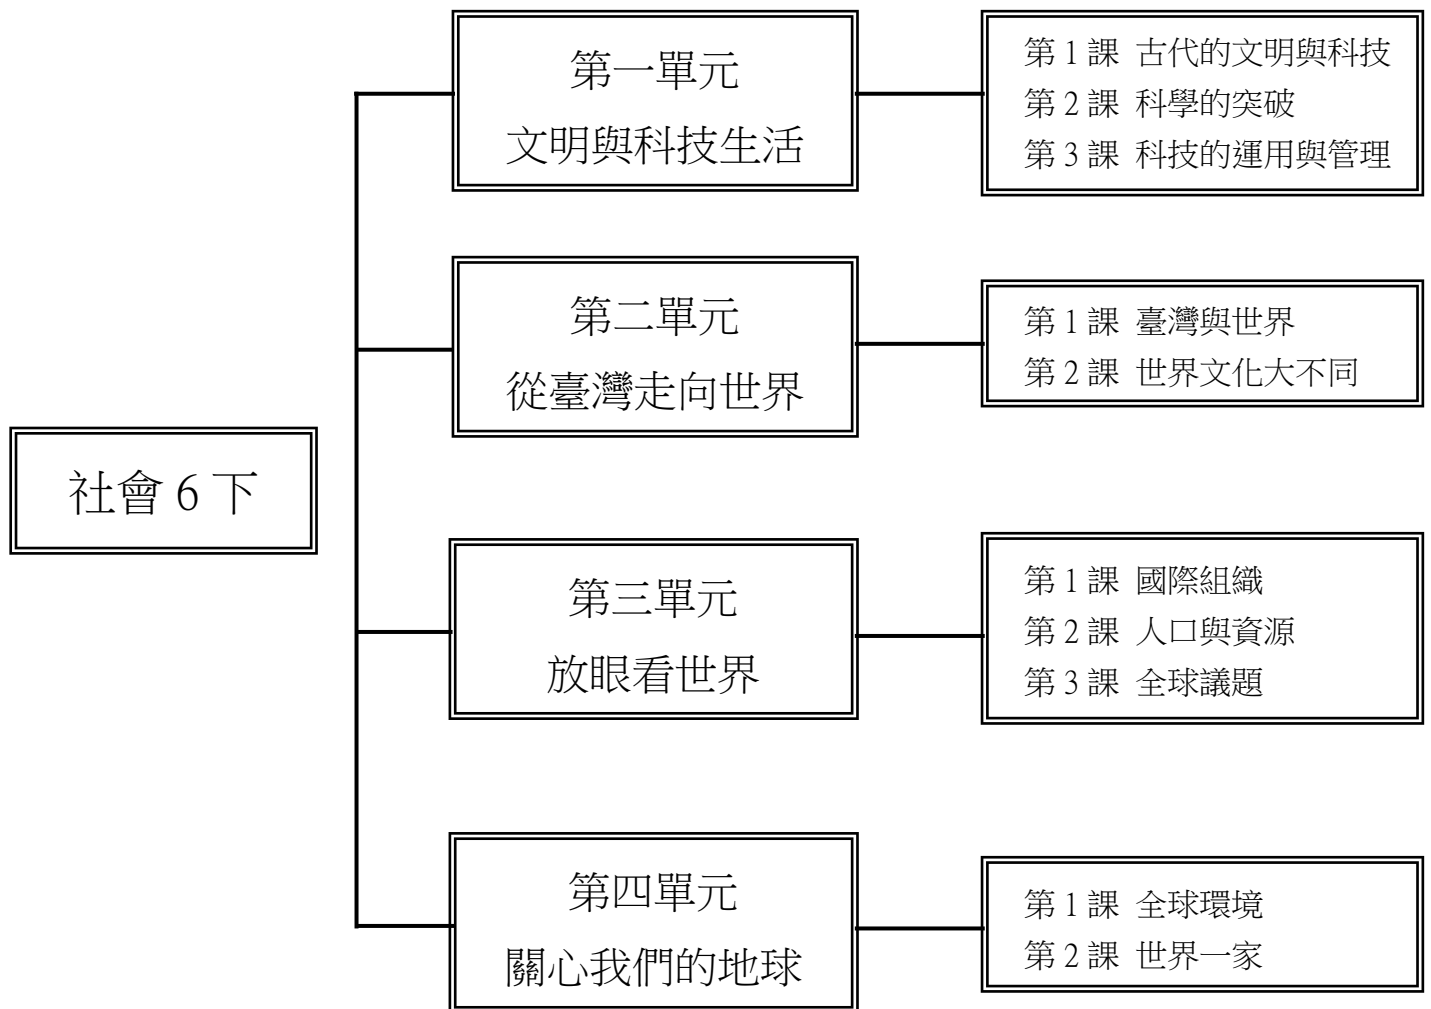 社會 6 下
第一單元
文明與科技生活
第 1 課 古代的文明與科技
第 2 課 科學的突破
第 3 課 科技的運用與管理
第二單元
從臺灣走向世界
第 1 課 臺灣與世界
第 2 課 世界文化大不同
第三單元
放眼看世界
第 1 課 國際組織
第 2 課 人口與資源
第 3 課 全球議題
第四單元
關心我們的地球
第 1 課 全球環境
第 2 課 世界一家